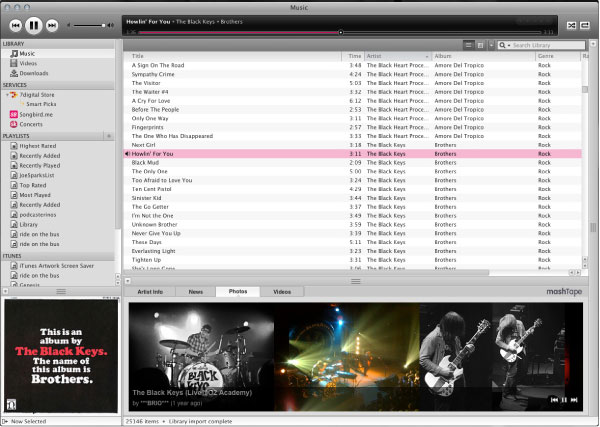 Music
Howlin' For You • The Black Keys • Brothers
1:36 3:11
LIBRARY
Music
Videos
Downloads
SERVICES
7digital Store
Smart Picks
Songbird.me
Concerts
PLAYLISTS
Highest Rated
Recently Added
Recently Played
JoeSparksList
Top Rated
Most Played
Recently Added
podcasterinos
Library
ride on the bus
ride on the bus
ITUNES
iTunes Artwork Screen Saver
ride on the bus
Genesis
Search Library
Title Time Artist Album Genre
A Sign On The Road 3:48 The Black Heart Proce... Amore Del Tropico Rock
Sympathy Crime 4:24 The Black Heart Proce... Amore Del Tropico Rock
The Visitor 5:03 The Black Heart Proce... Amore Del Tropico Rock
The Waiter #4 3:32 The Black Heart Proce... Amore Del Tropico Rock
A Cry For Love 6:12 The Black Heart Proce... Amore Del Tropico Rock
Before The People 2:53 The Black Heart Proce... Amore Del Tropico Rock
Only One Way 3:11 The Black Heart Proce... Amore Del Tropico Rock
Fingerprints 2:57 The Black Heart Proce... Amore Del Tropico Rock
The One Who Has Disappeared 3:33 The Black Heart Proce... Amore Del Tropico Rock
Next Girl 3:18 The Black Keys Brothers Rock
Howlin' For You 3:11 The Black Keys Brothers Rock
Black Mud 2:09 The Black Keys Brothers Rock
The Only One 5:00 The Black Keys Brothers Rock
Too Afraid to Love You 3:24 The Black Keys Brothers Rock
Ten Cent Pistol 4:29 The Black Keys Brothers Rock
Sinister Kid 3:44 The Black Keys Brothers Rock
The Go Getter 3:37 The Black Keys Brothers Rock
I'm Not the One 3:49 The Black Keys Brothers Rock
Unknown Brother 3:59 The Black Keys Brothers Rock
Never Give You Up 3:39 The Black Keys Brothers Rock
These Days 5:11 The Black Keys Brothers Rock
Everlasting Light 3:23 The Black Keys Brothers Rock
Tighten Up 3:31 The Black Keys Brothers Rock
She's Long Gone 3:06 The Black Keys Brothers Rock
Artist Info News Photos Videos mashTape
This is an
album by
The Black Keys.
The name of
this album is
Brothers.
BLACK
KEYS
The Black Keys (Live @ O2 Academy)
by ***BRIO*** (1 year ago)
Now Selected
25146 items • Library import complete